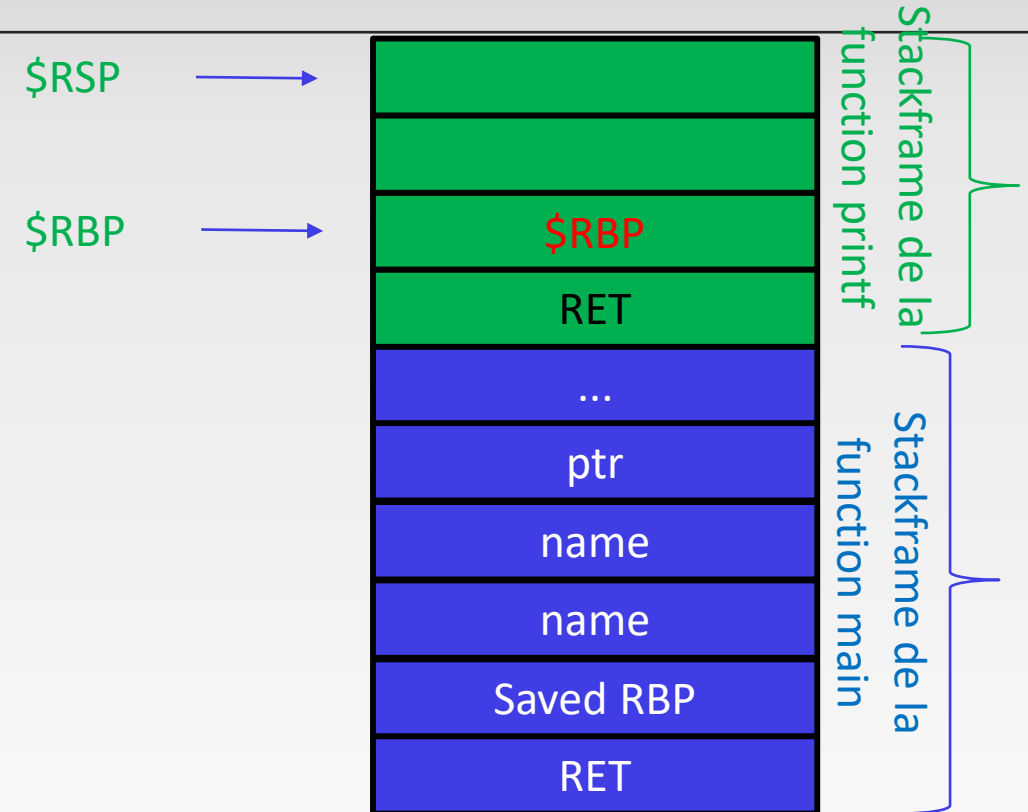 $RSP
$RBP
$RBP
RET
...
ptr
name
name
Saved RBP
RET
Stackframe de la
function printf
Stackframe de la
function main